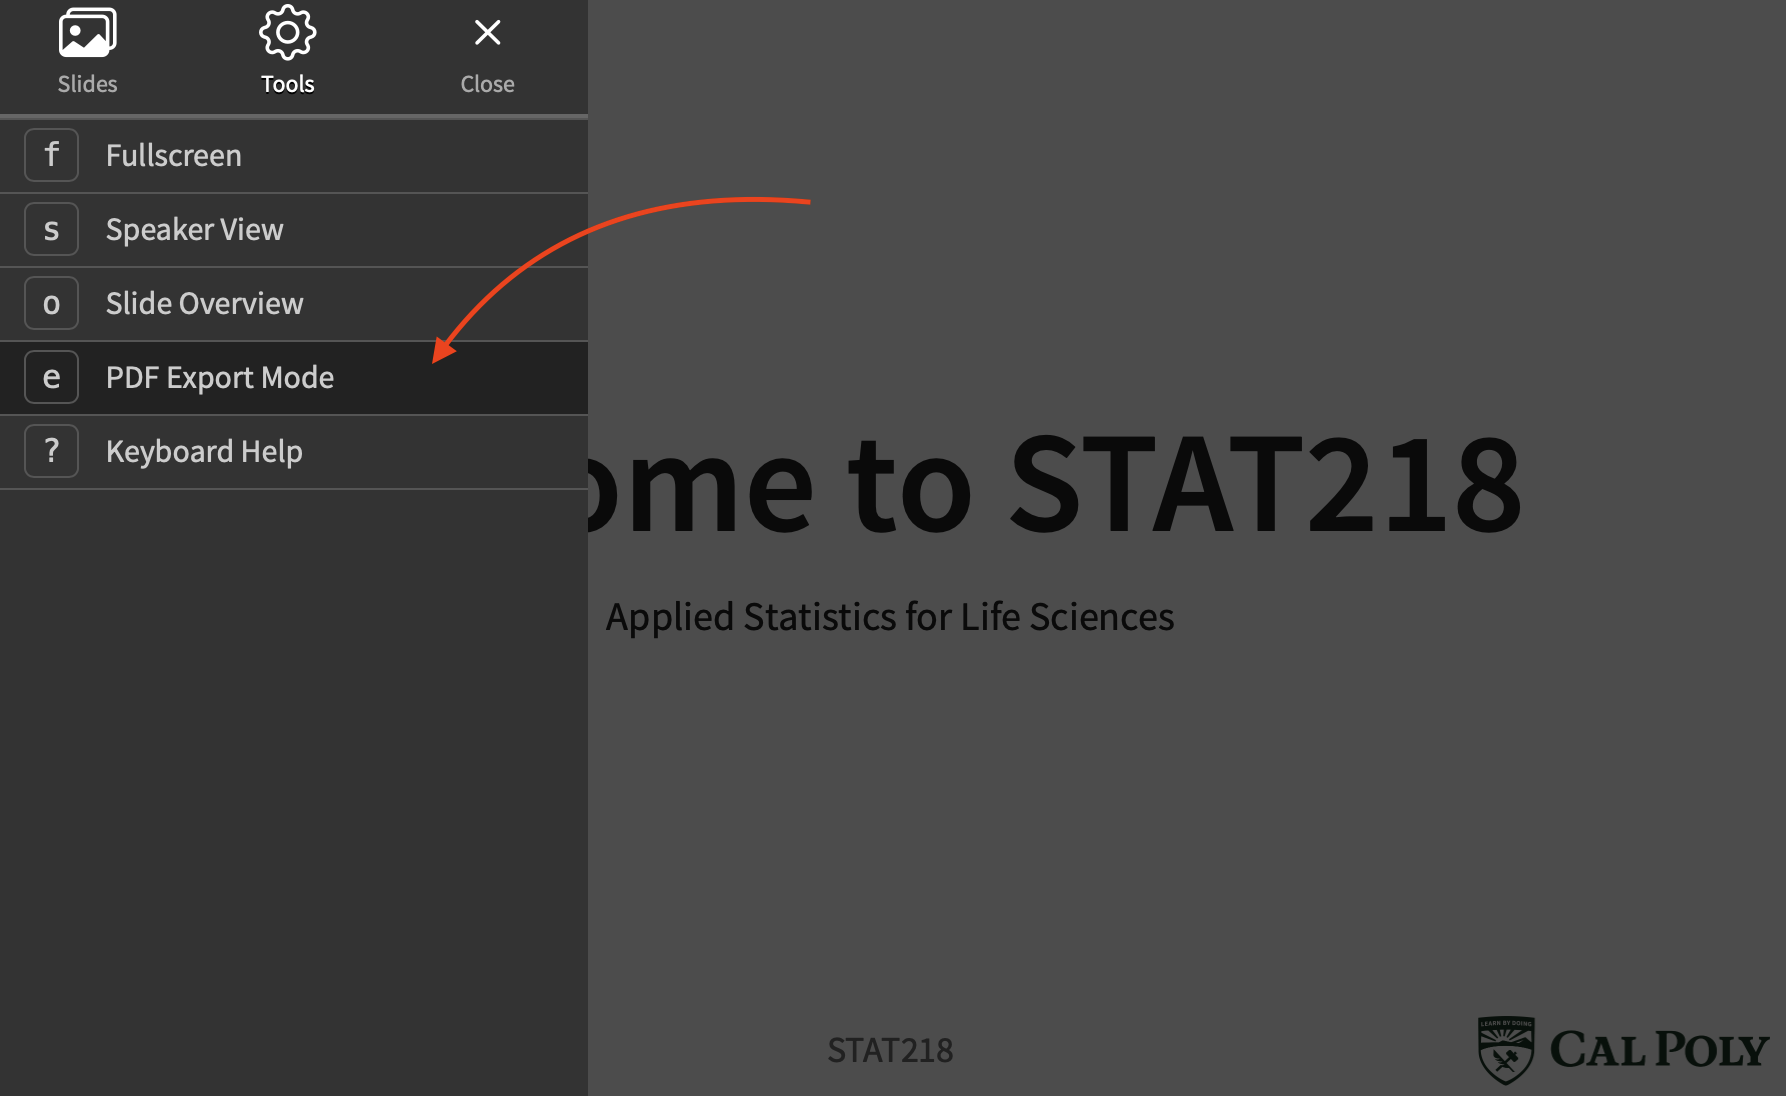 Slides
Tools
Close
f Fullscreen
s Speaker View
o Slide Overview
e PDF Export Mode
? Keyboard Help
ome to STAT218
Applied Statistics for Life Sciences
STAT218
LEARN BY DOING
CAL POLY